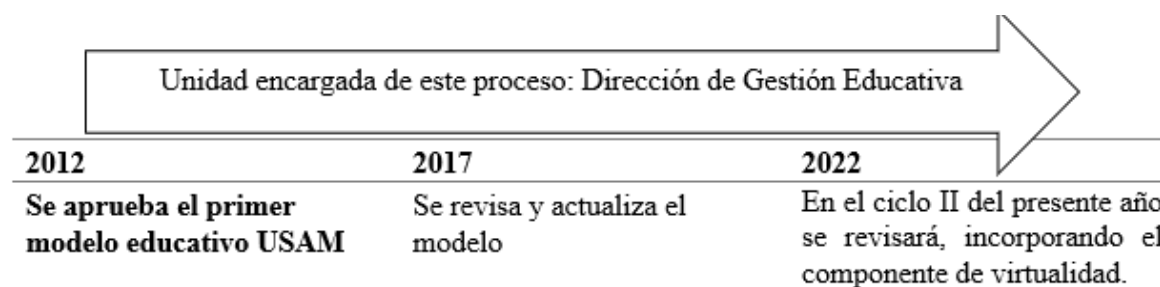 Unidad encargada de este proceso: Dirección de Gestión Educativa
2012 2017 2022
Se aprueba el primer
modelo educativo USAM
Se revisa y actualiza el
modelo
En el ciclo II del presente año
se revisará, incorporando el
componente de virtualidad.